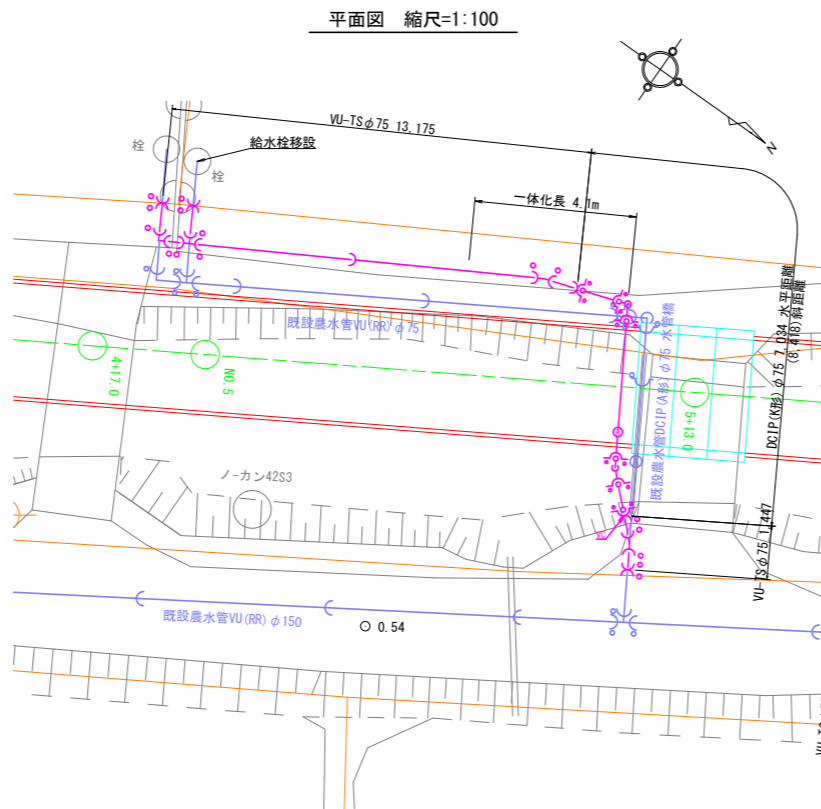 平面図 縮尺=1:100
VU-TSφ75 13.175
給水栓移設
栓
栓
一体化長 4.1m
N
既設農水管VU(RR)φ75
既設農水管DCIP(A形)φ75 水管橋
DCIP(K形)φ75 7.034 水平距離
(8.418)斜距離
4+17.0
NO.5
5+13.0
ノｰカン42S3
VU-TSφ75 1.447
既設農水管VU(RR)φ150
0.54